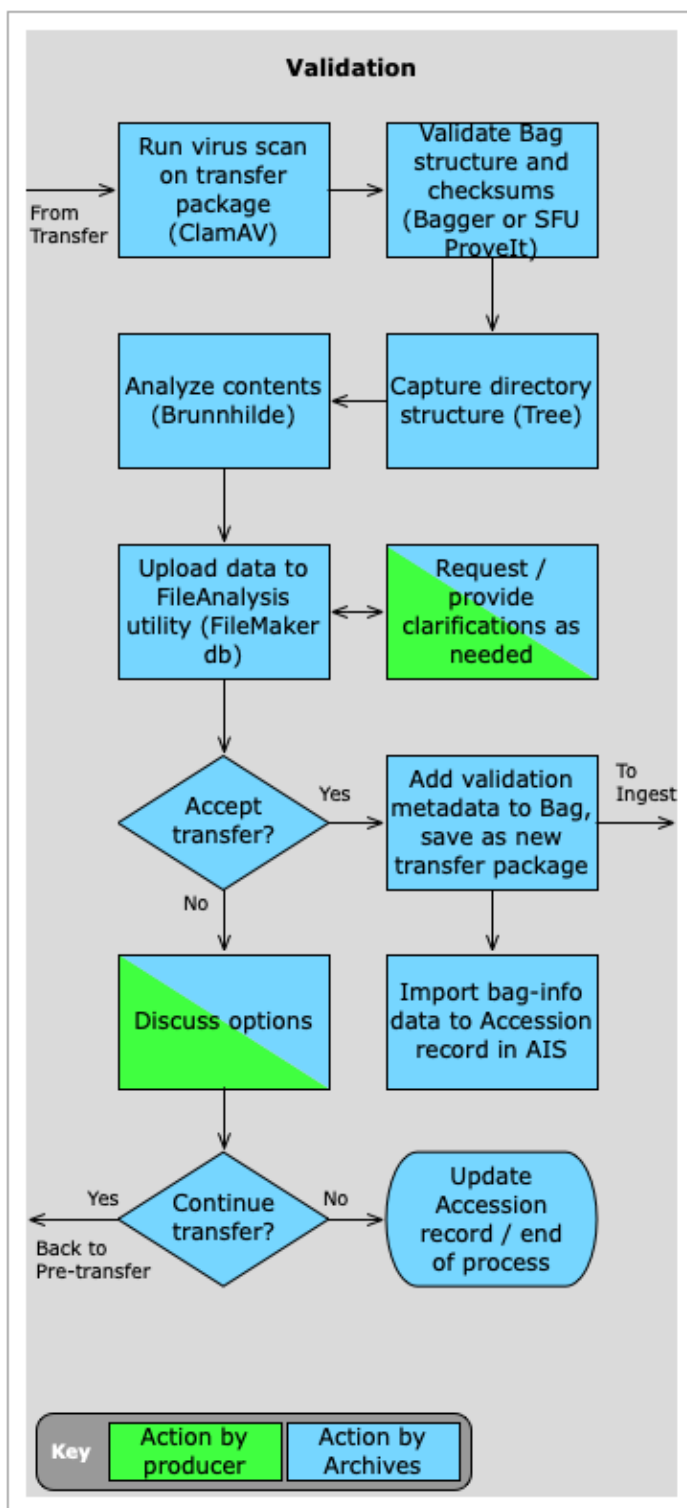 Validation
From
Transfer
Run virus scan
on transfer
package
(ClamAV)
Validate Bag
structure and
checksums
(Bagger or SFU
ProveIt)
Analyze contents
(Brunnhilde)
Capture directory
structure (Tree)
Upload data to
FileAnalysis
utility (FileMaker
db)
Request /
provide
clarifications as
needed
Accept
transfer?
Yes
Add validation
metadata to Bag,
save as new
transfer package
To
Ingest
No
Discuss options
Import bag-info
data to Accession
record in AIS
Yes
Back to
Pre-transfer
Continue
transfer?
No
Update
Accession
record / end
of process
Key
Action by
producer
Action by
Archives